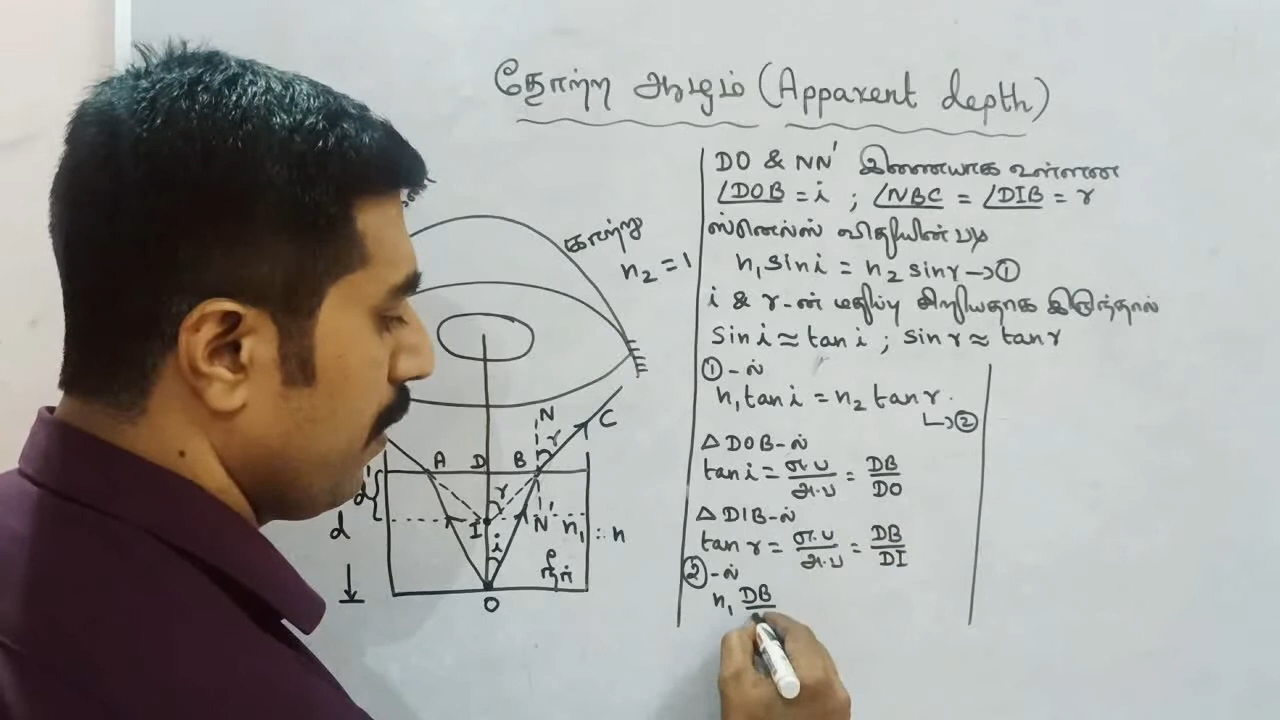 தோற்ற ஆழம் (Apparent depth)
காற்று
n₂ = 1
N
C
r
A
D
B
d'
r
I
N'
n₁ = n
d
i
நீர்
O
DO & NN' இணையாக உள்ளன
∠DOB = i ; ∠NBC = ∠DIB = r
ஸ்னெல்ஸ் விதியின் படி
n₁ sin i = n₂ sin r → ①
i & r-ன் மதிப்பு சிறியதாக இருந்தால்
sin i ≈ tan i ; sin r ≈ tan r
①-ல்
n₁ tan i = n₂ tan r.
↳ ②
△ DOB-ல்
tan i = எ.ப/அ.ப = DB/DO
△ DIB-ல்
tan r = எ.ப/அ.ப = DB/DI
②-ல்
n₁ DB